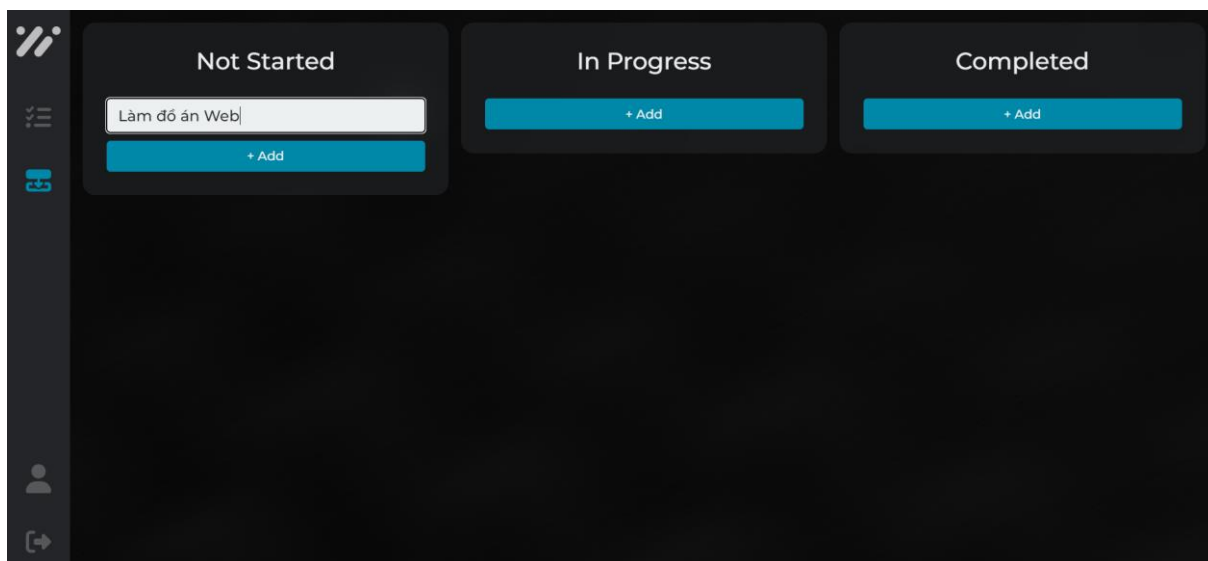 Not Started
Làm đồ án Web
+ Add
In Progress
+ Add
Completed
+ Add